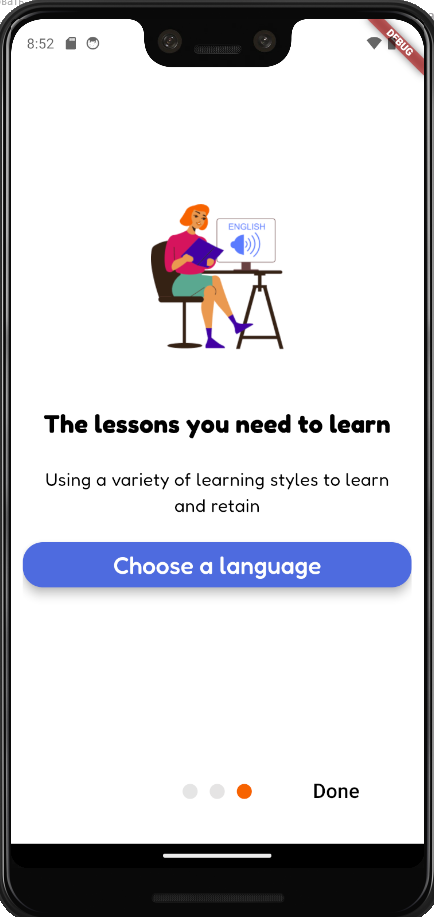 8:52
DEBUG
ENGLISH
The lessons you need to learn
Using a variety of learning styles to learn
and retain
Choose a language
Done